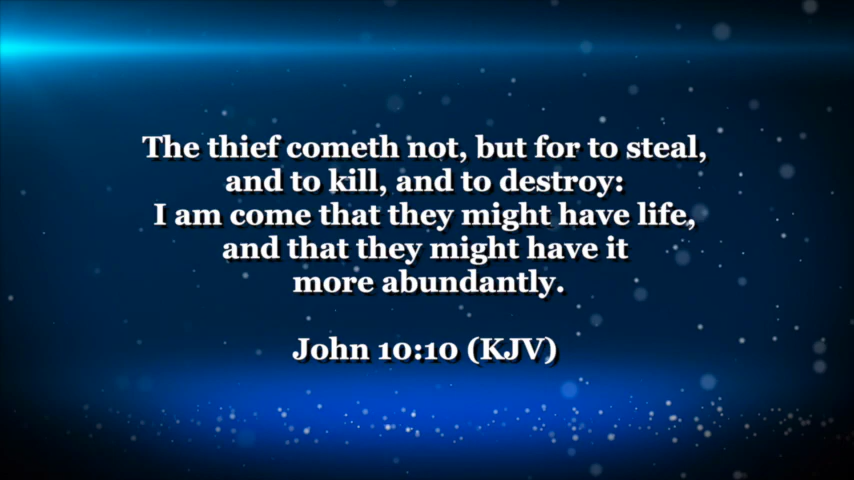 The thief cometh not, but for to steal,
and to kill, and to destroy:
I am come that they might have life,
and that they might have it
more abundantly.
John 10:10 (KJV)